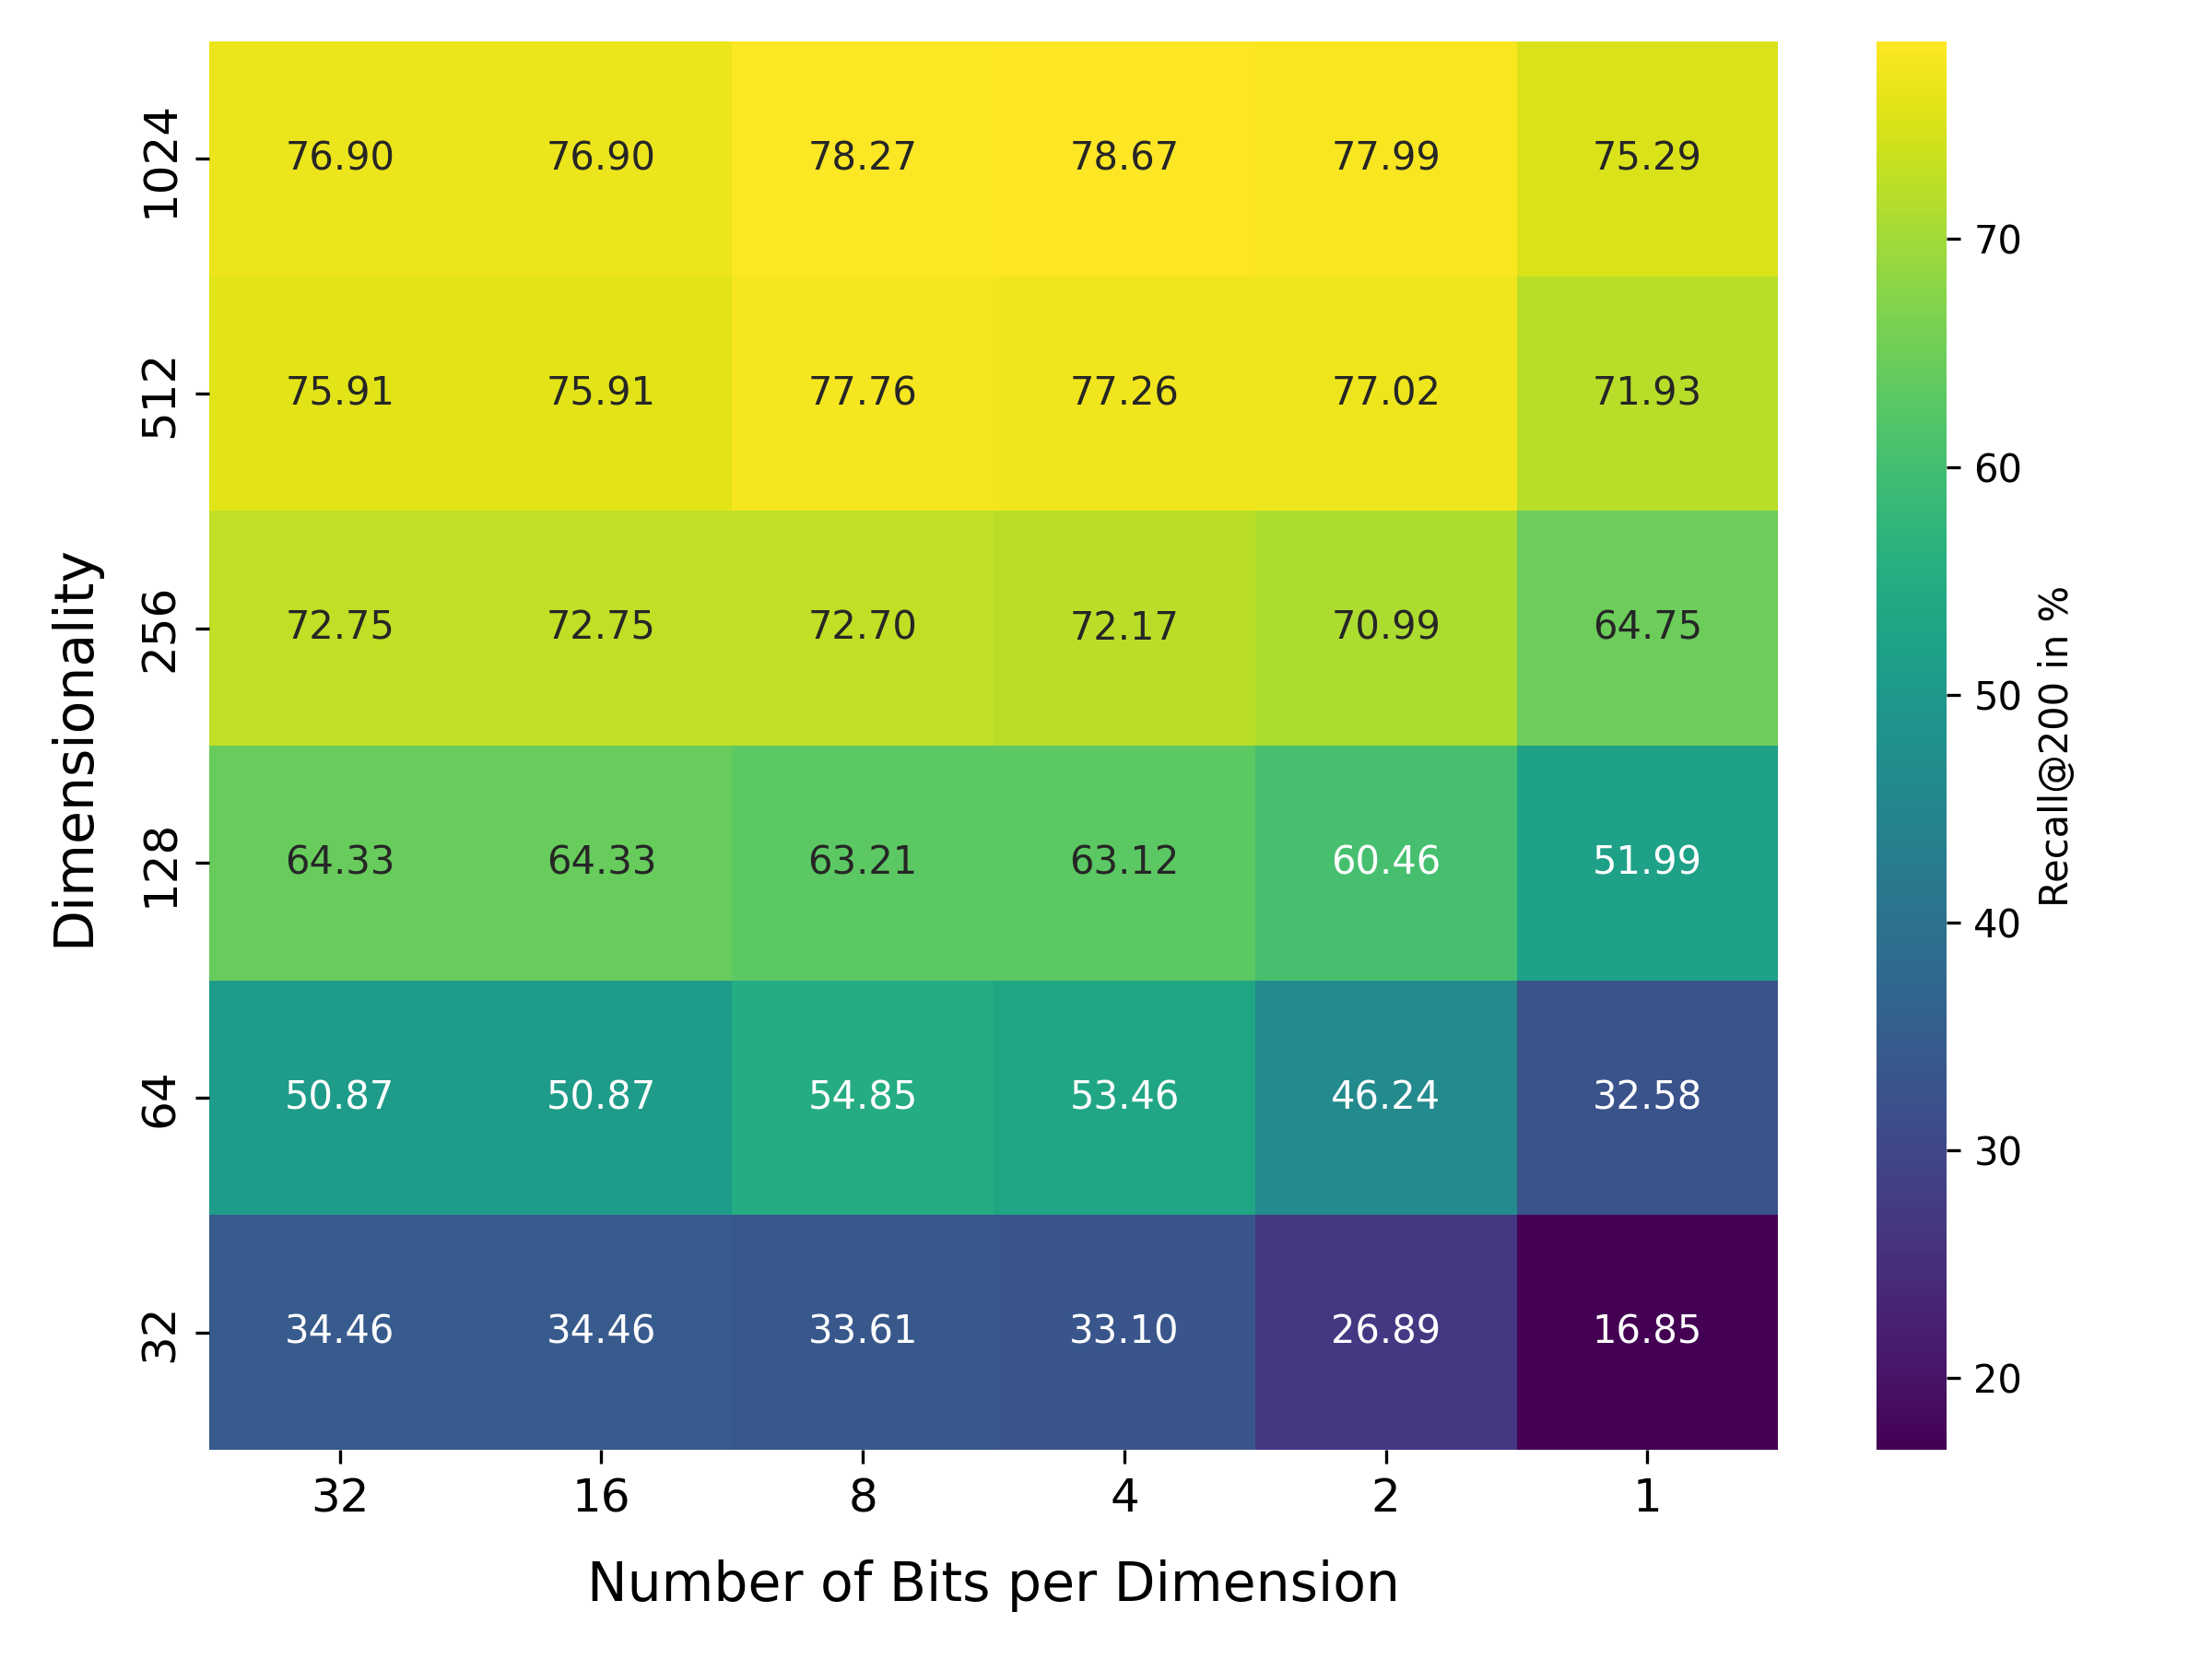 1024 76.90 76.90 78.27 78.67 77.99 75.29
512 75.91 75.91 77.76 77.26 77.02 71.93
256 72.75 72.75 72.70 72.17 70.99 64.75
128 64.33 64.33 63.21 63.12 60.46 51.99
64 50.87 50.87 54.85 53.46 46.24 32.58
32 34.46 34.46 33.61 33.10 26.89 16.85
32 16 8 4 2 1
Number of Bits per Dimension
Dimensionality
70
60
50
40
30
20
Recall@200 in %